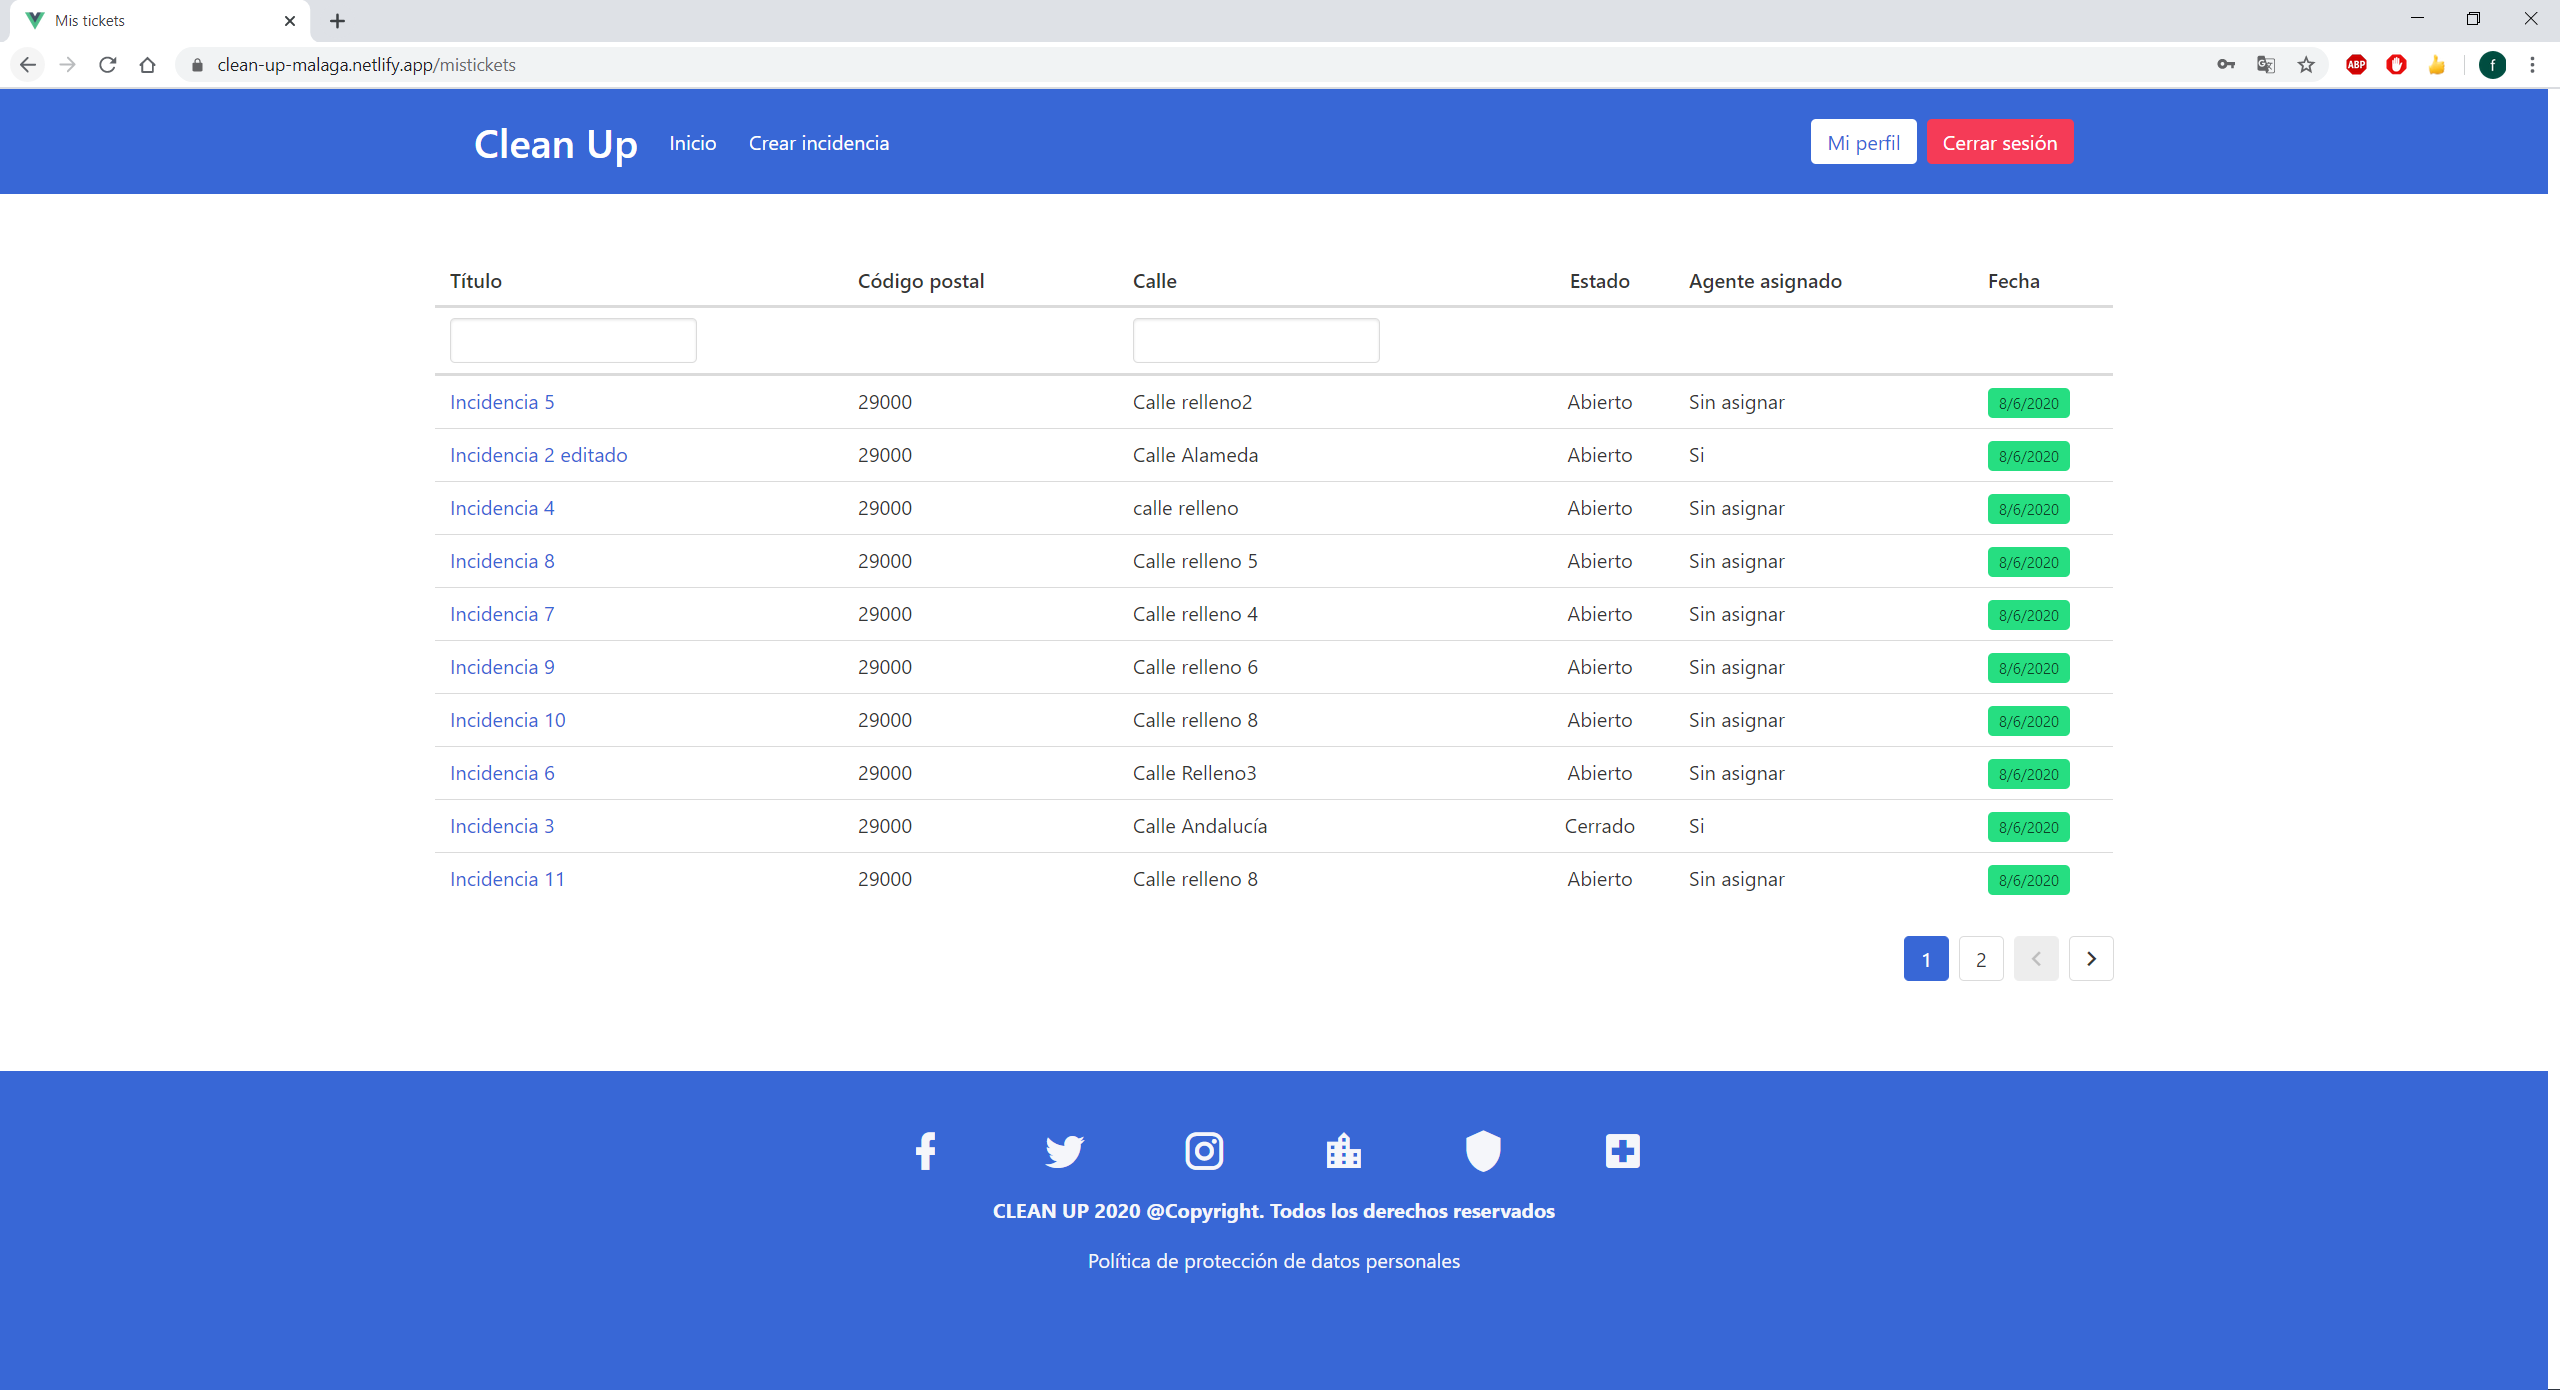 Mis tickets
clean-up-malaga.netlify.app/mistickets
ABP
f
Clean Up Inicio Crear incidencia Mi perfil Cerrar sesión
Título Código postal Calle Estado Agente asignado Fecha
Incidencia 5 29000 Calle relleno2 Abierto Sin asignar 8/6/2020
Incidencia 2 editado 29000 Calle Alameda Abierto Si 8/6/2020
Incidencia 4 29000 calle relleno Abierto Sin asignar 8/6/2020
Incidencia 8 29000 Calle relleno 5 Abierto Sin asignar 8/6/2020
Incidencia 7 29000 Calle relleno 4 Abierto Sin asignar 8/6/2020
Incidencia 9 29000 Calle relleno 6 Abierto Sin asignar 8/6/2020
Incidencia 10 29000 Calle relleno 8 Abierto Sin asignar 8/6/2020
Incidencia 6 29000 Calle Relleno3 Abierto Sin asignar 8/6/2020
Incidencia 3 29000 Calle Andalucía Cerrado Si 8/6/2020
Incidencia 11 29000 Calle relleno 8 Abierto Sin asignar 8/6/2020
1 2
CLEAN UP 2020 @Copyright. Todos los derechos reservados
Política de protección de datos personales